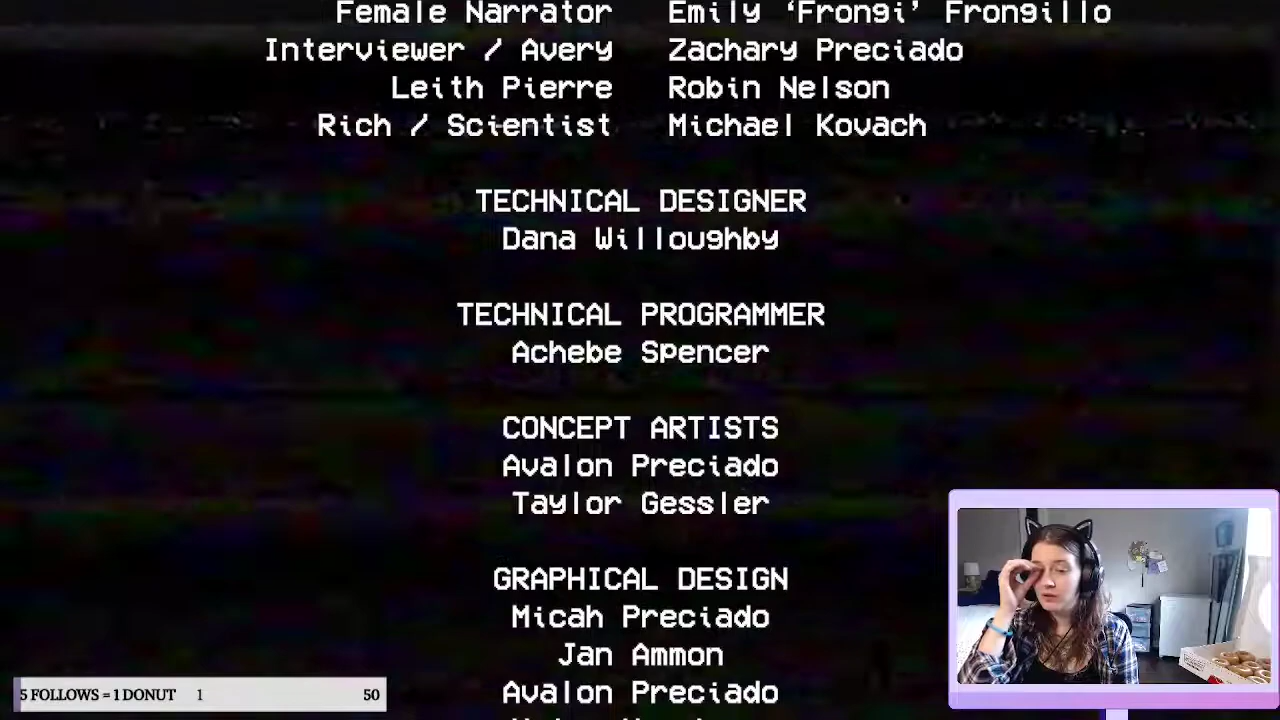 Female Narrator Emily ‘Frongi’ Frongillo
Interviewer / Avery Zachary Preciado
Leith Pierre Robin Nelson
Rich / Scientist Michael Kovach
TECHNICAL DESIGNER
Dana Willoughby
TECHNICAL PROGRAMMER
Achebe Spencer
CONCEPT ARTISTS
Avalon Preciado
Taylor Gessler
GRAPHICAL DESIGN
Micah Preciado
Jan Ammon
Avalon Preciado
5 FOLLOWS = 1 DONUT 1 50